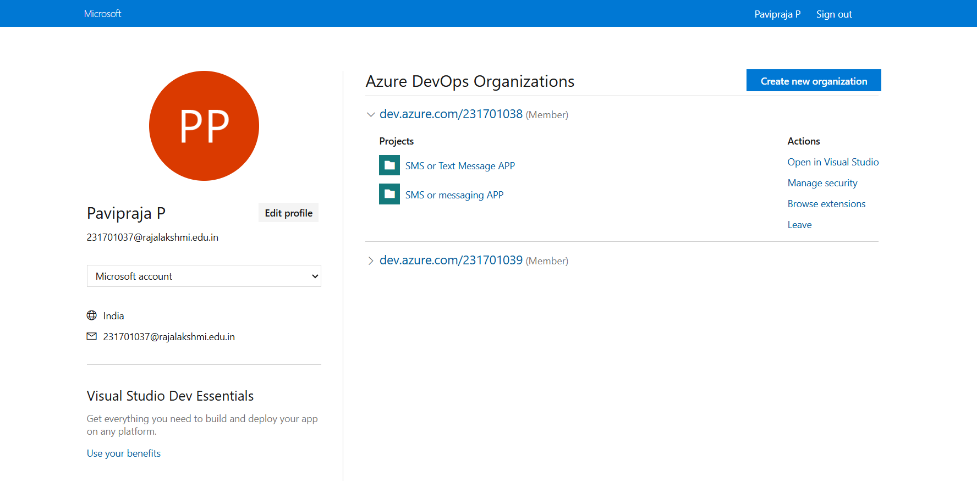 Microsoft
Pavipraja P
Sign out
PP
Pavipraja P
Edit profile
231701037@rajalakshmi.edu.in
Microsoft account
India
231701037@rajalakshmi.edu.in
Visual Studio Dev Essentials
Get everything you need to build and deploy your app
on any platform.
Use your benefits
Azure DevOps Organizations
Create new organization
dev.azure.com/231701038 (Member)
Projects
SMS or Text Message APP
SMS or messaging APP
Actions
Open in Visual Studio
Manage security
Browse extensions
Leave
dev.azure.com/231701039 (Member)